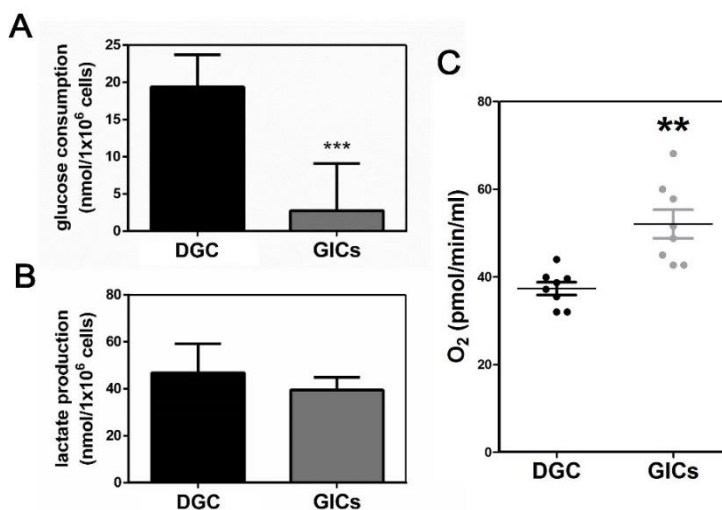 A
glucose consumption
(nmol/1x10⁶ cells)
25
20
15
10
5
0
***
DGC
GICs
B
lactate production
(nmol/1x10⁶ cells)
80
60
40
20
0
DGC
GICs
C
O₂ (pmol/min/ml)
80
60
40
20
0
**
DGC
GICs